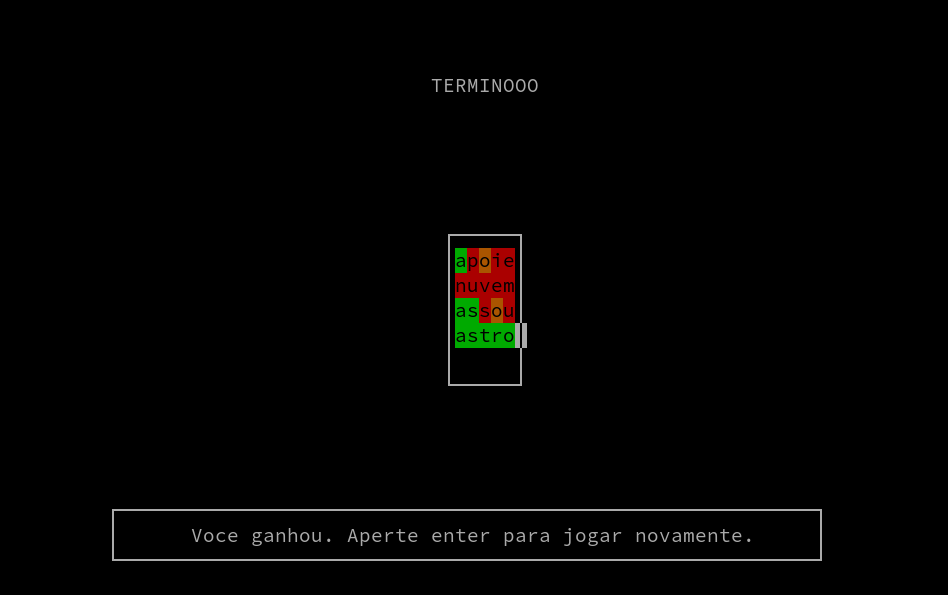 TERMINOOO
apoie
nuvem
assou
astro
Voce ganhou. Aperte enter para jogar novamente.